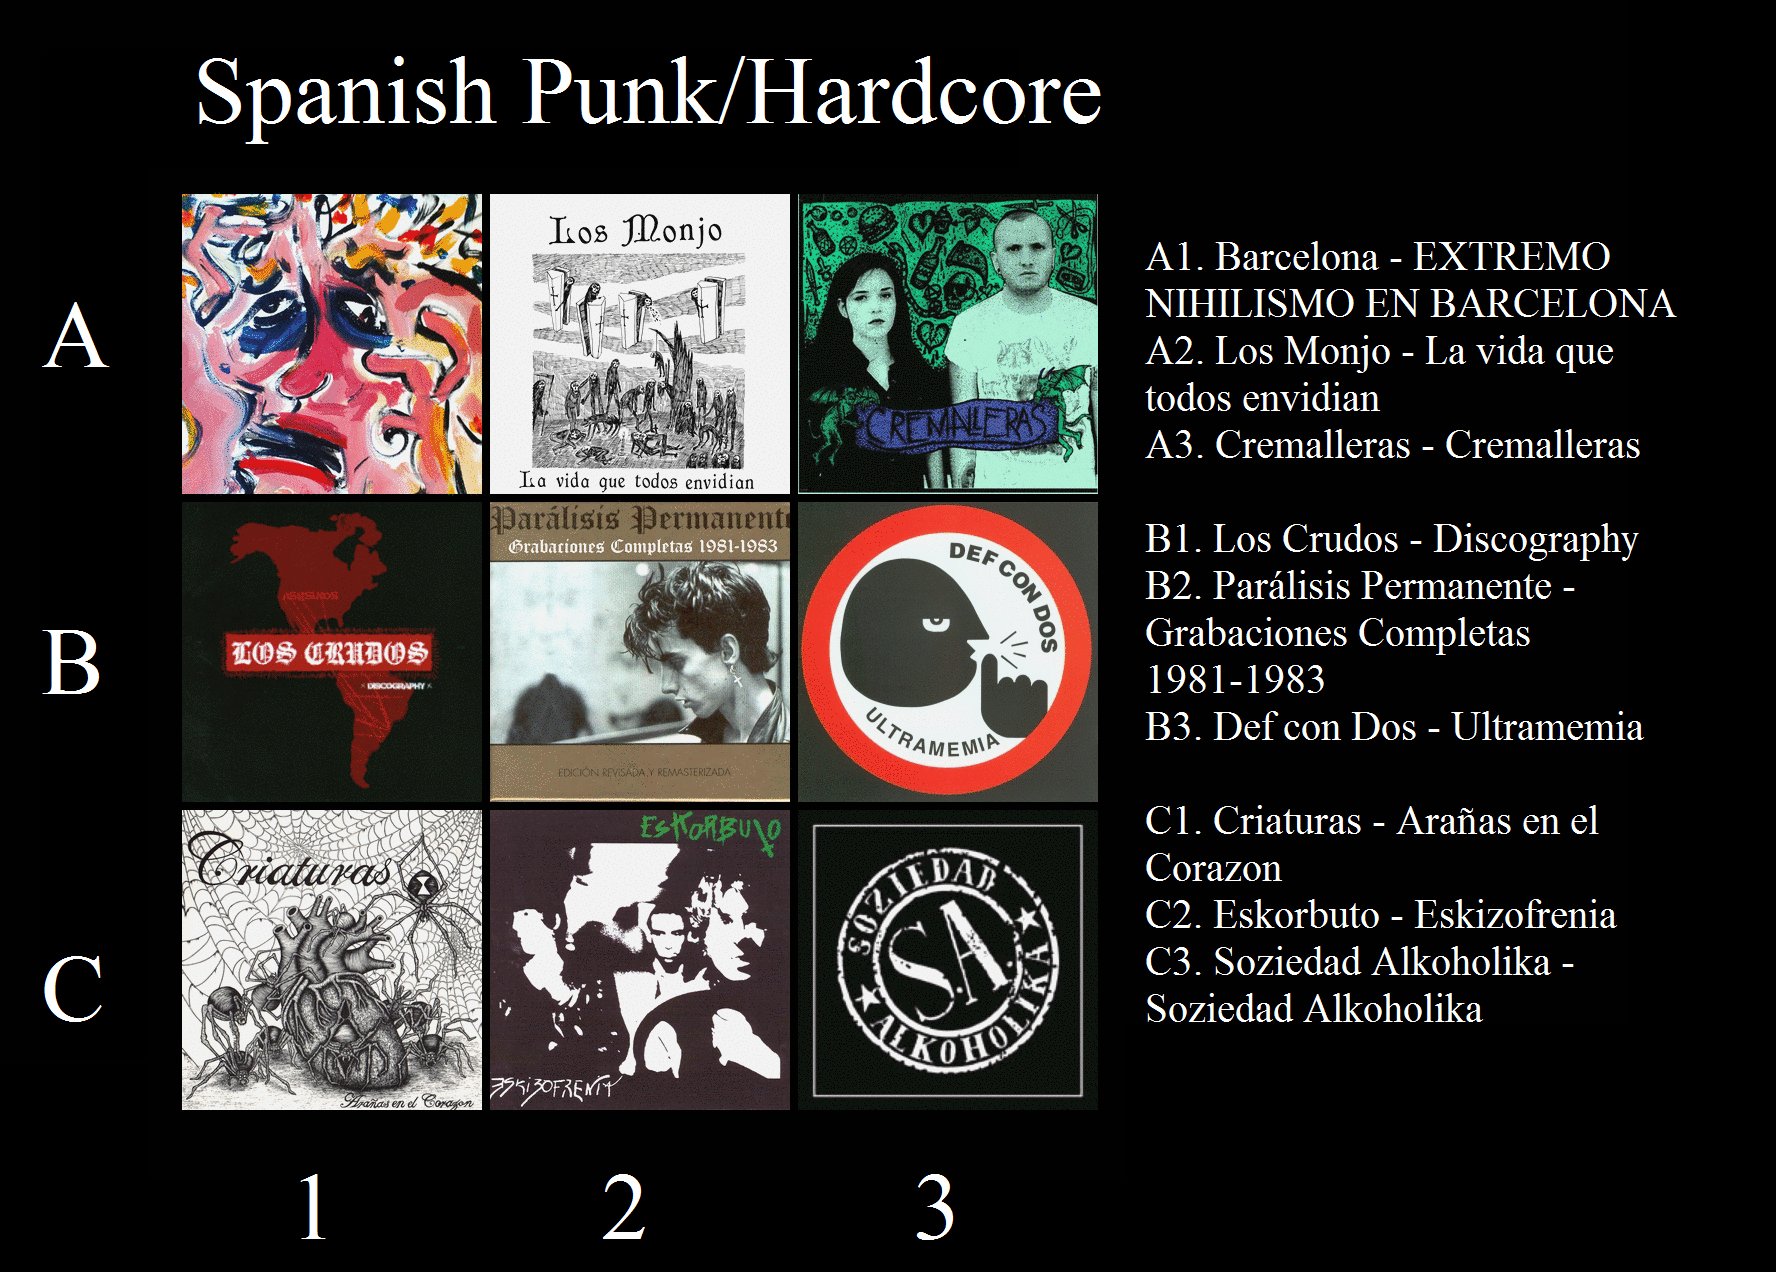 Spanish Punk/Hardcore
A
B
C
1
2
3
Los Monjo
La vida que todos envidian
CREMALLERAS
LOS CRUDOS
DISCOGRAPHY
Parálisis Permanente
Grabaciones Completas 1981-1983
EDICIÓN REVISADA Y REMASTERIZADA
DEF CON DOS
ULTRAMEMIA
Criaturas
Arañas en el Corazon
ESKORBUTO
ESKIZOFRENIA
SOZIEDAD
S.A.
ALKOHOLIKA
A1. Barcelona - EXTREMO
NIHILISMO EN BARCELONA
A2. Los Monjo - La vida que
todos envidian
A3. Cremalleras - Cremalleras
B1. Los Crudos - Discography
B2. Parálisis Permanente -
Grabaciones Completas
1981-1983
B3. Def con Dos - Ultramemia
C1. Criaturas - Arañas en el
Corazon
C2. Eskorbuto - Eskizofrenia
C3. Soziedad Alkoholika -
Soziedad Alkoholika